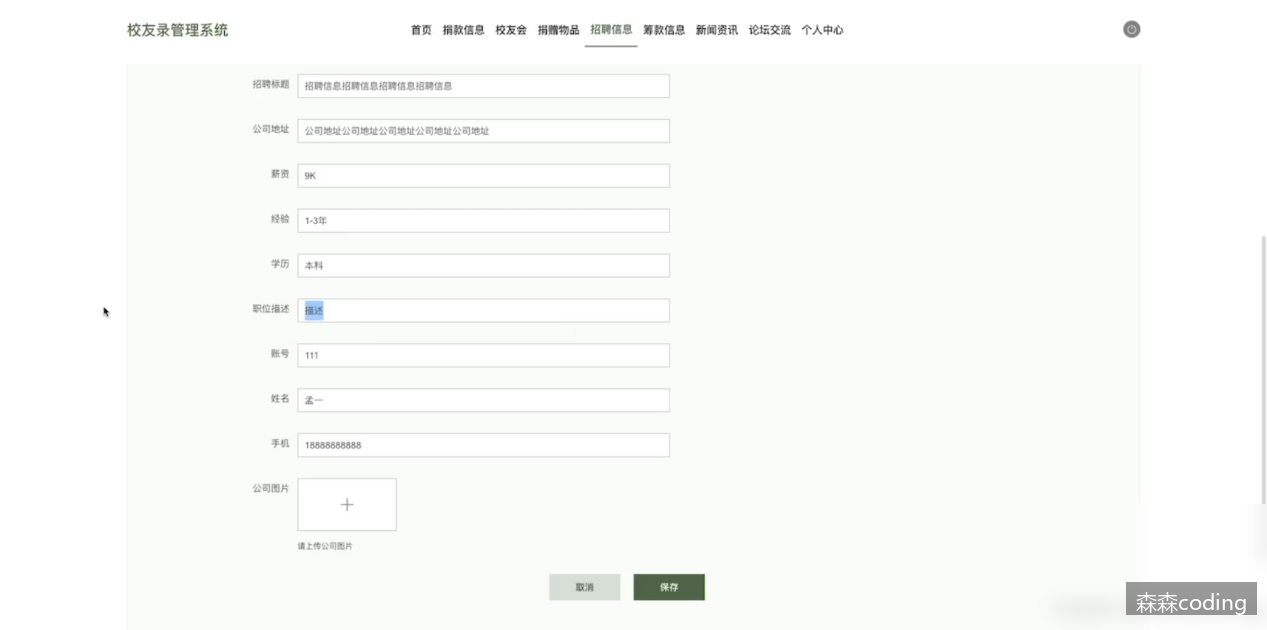 校友录管理系统
首页 捐款信息 校友会 捐赠物品 招聘信息 筹款信息 新闻资讯 论坛交流 个人中心
招聘标题 招聘信息招聘信息招聘信息招聘信息
公司地址 公司地址公司地址公司地址公司地址公司地址
薪资 9K
经验 1-3年
学历 本科
职位描述 描述
账号 111
姓名 孟一
手机 18888888888
公司图片
请上传公司图片
取消 保存
森森coding